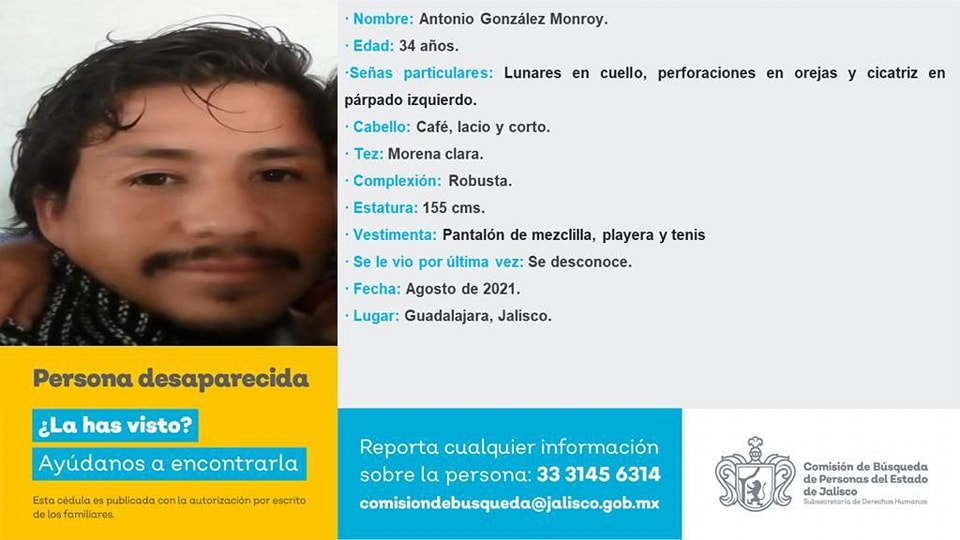 · Nombre: Antonio González Monroy.
· Edad: 34 años.
·Señas particulares: Lunares en cuello, perforaciones en orejas y cicatriz en
párpado izquierdo.
· Cabello: Café, lacio y corto.
· Tez: Morena clara.
· Complexión: Robusta.
· Estatura: 155 cms.
· Vestimenta: Pantalón de mezclilla, playera y tenis
· Se le vio por última vez: Se desconoce.
· Fecha: Agosto de 2021.
· Lugar: Guadalajara, Jalisco.
Persona desaparecida
¿La has visto?
Ayúdanos a encontrarla
Esta cédula es publicada con la autorización por escrito
de los familiares.
Reporta cualquier información
sobre la persona: 33 3145 6314
comisiondebusqueda@jalisco.gob.mx
Comisión de Búsqueda
de Personas del Estado
de Jalisco
Subsecretaría de Derechos Humanos